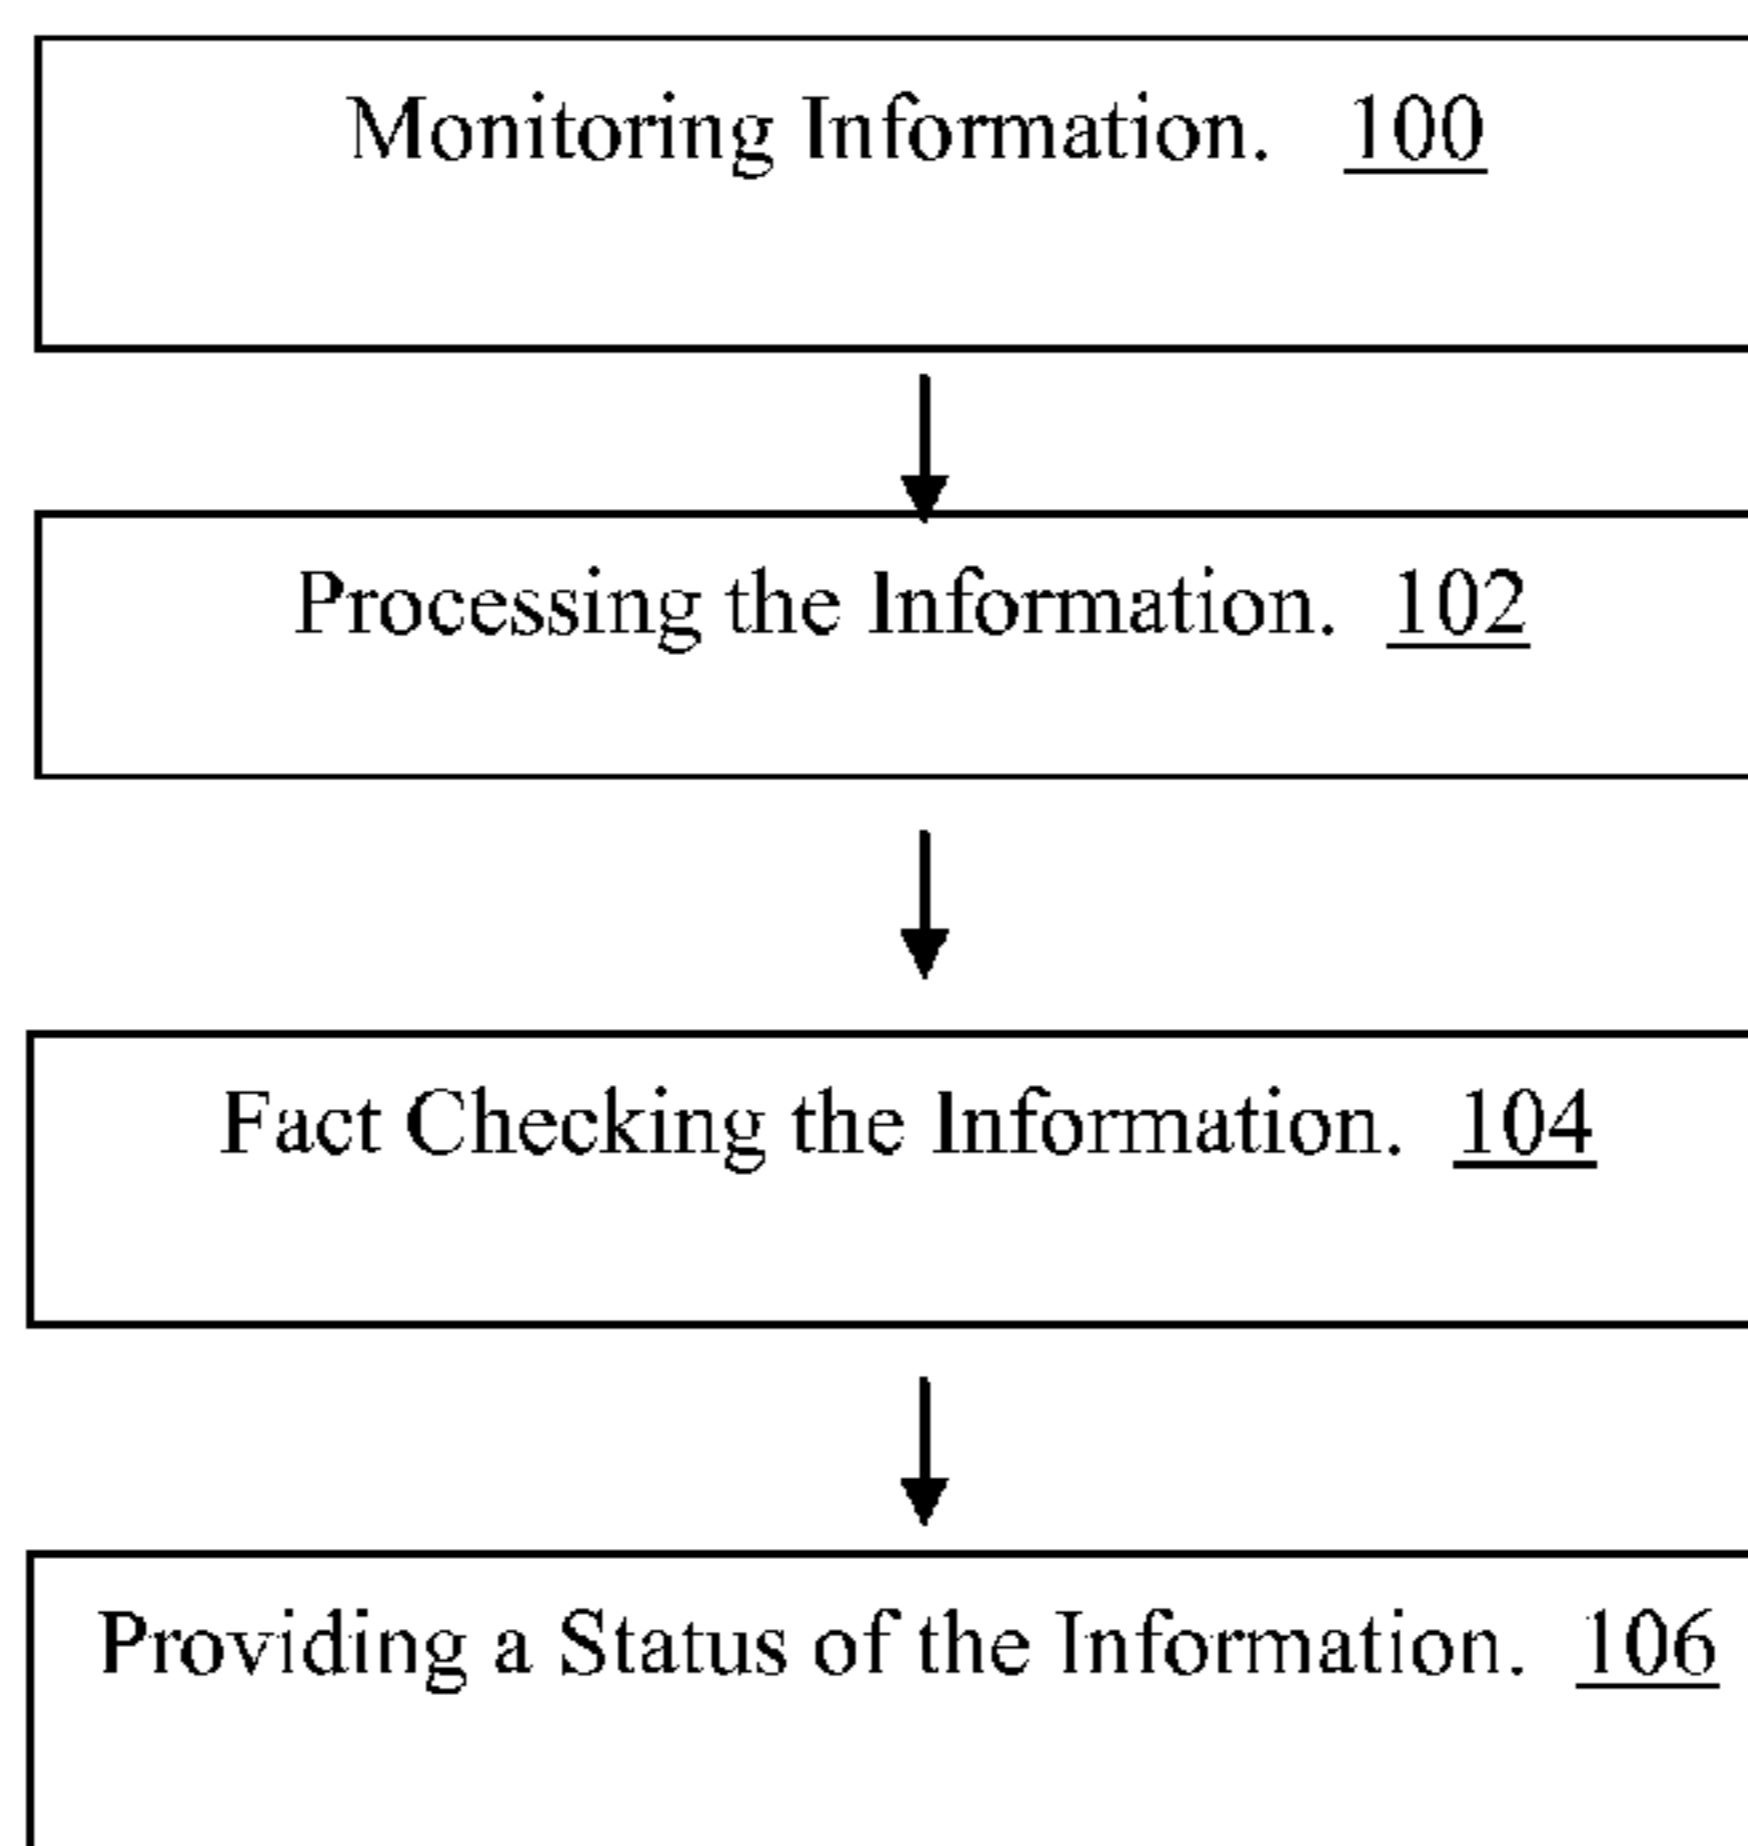 Monitoring Information. 100
Processing the Information. 102
Fact Checking the Information. 104
Providing a Status of the Information. 106